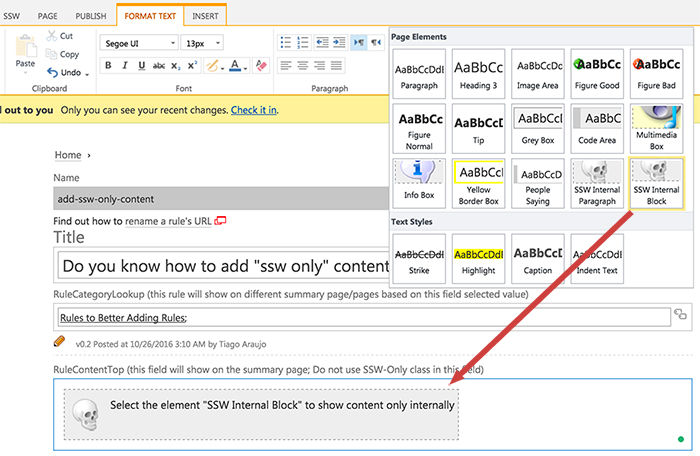 SSW PAGE PUBLISH FORMAT TEXT INSERT
Paste
Cut
Copy
Undo
Clipboard
Segoe UI 13px
B I U abc x₂ x² A
Font
Paragraph
Page Elements
AaBbCcDdI AaBbCc AaBbCcDc AaBbCc AaBbCc
Paragraph Heading 3 Image Area Figure Good Figure Bad
AaBbCc AaBbCc AaBbCcI AaBbCcI
Figure Normal Tip Grey Box Code Area Multimedia Box
AaBbCcI AaBbCcD
Info Box Yellow Border Box People Saying SSW Internal Paragraph SSW Internal Block
Text Styles
AaBbCcDdI AaBbCcDdI AaBbCcD AaBbCcDdI
Strike Highlight Caption Indent Text
d out to you Only you can see your recent changes. Check it in.
Home ›
Name
add-ssw-only-content
Find out how to rename a rule's URL
Title
Do you know how to add "ssw only" content
RuleCategoryLookup (this rule will show on different summary page/pages based on this field selected value)
Rules to Better Adding Rules;
v0.2 Posted at 10/26/2016 3:10 AM by Tiago Araujo
RuleContentTop (this field will show on the summary page; Do not use SSW-Only class in this field)
Select the element "SSW Internal Block" to show content only internally